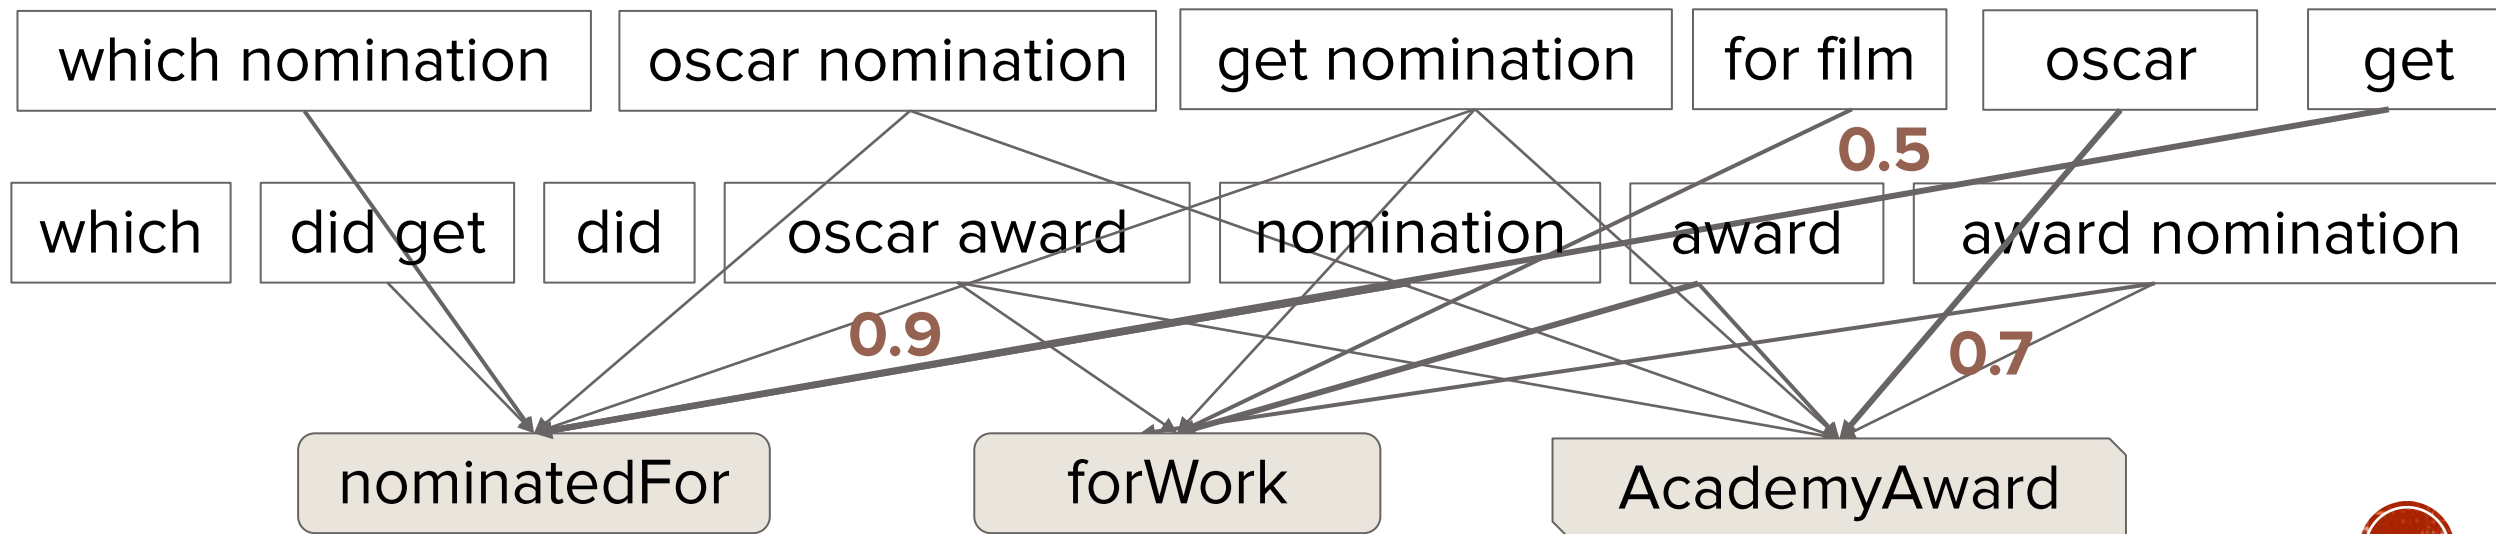 which nomination oscar nomination get nomination for film oscar get
0.5
which did get did oscar award nomination award award nomination
0.9
0.7
nominatedFor forWork AcademyAward